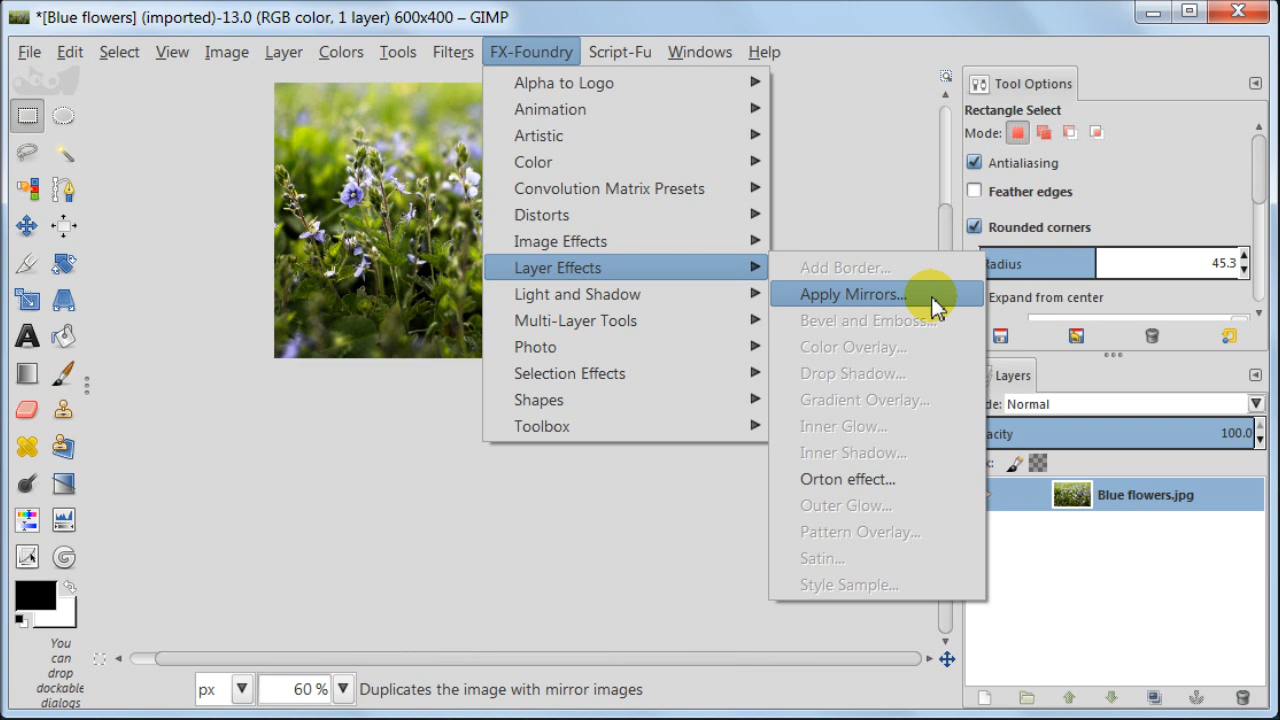 *[Blue flowers] (imported)-13.0 (RGB color, 1 layer) 600x400 – GIMP
File Edit Select View Image Layer Colors Tools Filters FX-Foundry Script-Fu Windows Help
Alpha to Logo
Animation
Artistic
Color
Convolution Matrix Presets
Distorts
Image Effects
Layer Effects
Light and Shadow
Multi-Layer Tools
Photo
Selection Effects
Shapes
Toolbox
Add Border...
Apply Mirrors...
Bevel and Emboss...
Color Overlay...
Drop Shadow...
Gradient Overlay...
Inner Glow...
Inner Shadow...
Orton effect...
Outer Glow...
Pattern Overlay...
Satin...
Style Sample...
Tool Options
Rectangle Select
Mode:
Antialiasing
Feather edges
Rounded corners
Radius 45.3
Expand from center
Layers
de: Normal
acity 100.0
Blue flowers.jpg
You
can
drop
dockable
dialogs
px 60 % Duplicates the image with mirror images